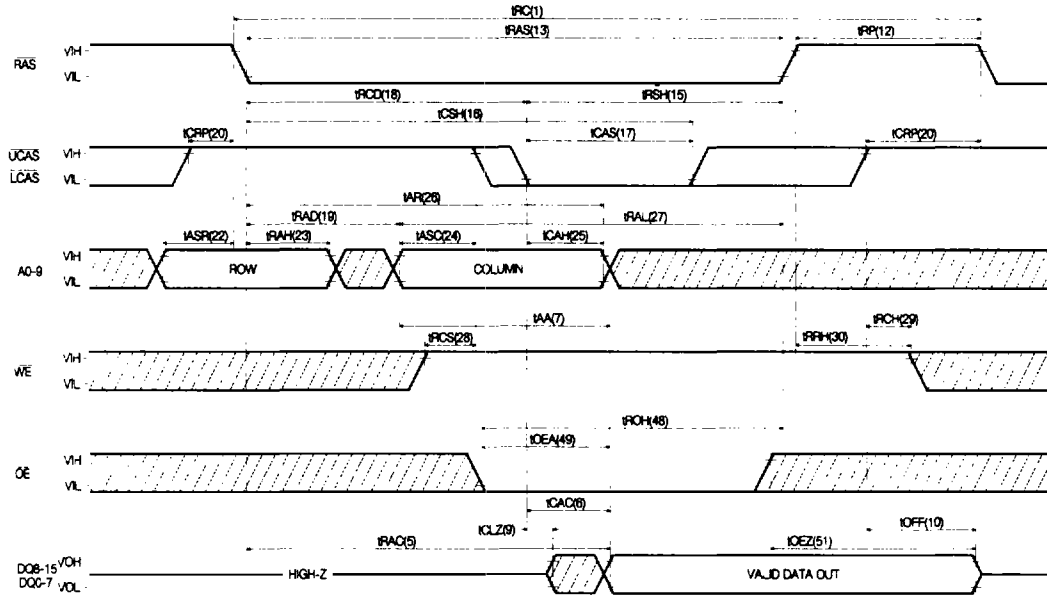 tRC(1)
tRAS(13)
tRP(12)
RAS
VIH
VIL
tRCD(18)
tRSH(15)
tCSH(16)
tCRP(20)
tCAS(17)
tCRP(20)
UCAS
LCAS
VIH
VIL
tAR(26)
tRAD(19)
tRAL(27)
tASR(22)
tRAH(23)
tASC(24)
tCAH(25)
A0-9
VIH
VIL
ROW
COLUMN
tAA(7)
tRCS(28)
tRCH(29)
tRRH(30)
WE
VIH
VIL
tROH(48)
tOEA(49)
OE
VIH
VIL
tCAC(6)
tCLZ(9)
tOFF(10)
tRAC(5)
tOEZ(51)
DQ8-15
DQ0-7
VOH
VOL
HIGH-Z
VALID DATA OUT